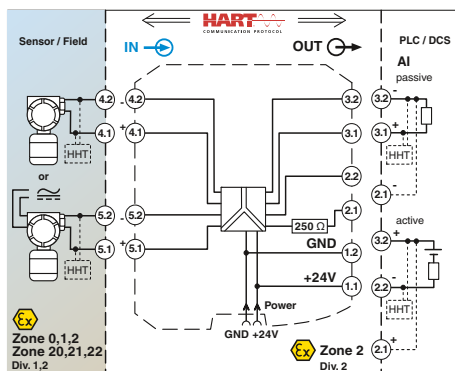 Sensor / Field
HART
COMMUNICATION PROTOCOL
PLC / DCS
IN
OUT
AI
passive
4.2
-
4.2
3.2
3.2
-
4.1
+
4.1
3.1
3.1
+
HHT
HHT
or
2.2
2.1
-
5.2
-
5.2
2.1
active
250 Ω
GND
1.2
3.2
+
5.1
+
5.1
+24V
1.1
2.2
-
HHT
HHT
Power
Ex
Zone 0,1,2
Zone 20,21,22
Div. 1,2
GND +24V
Ex
Zone 2
Div. 2
2.1
+